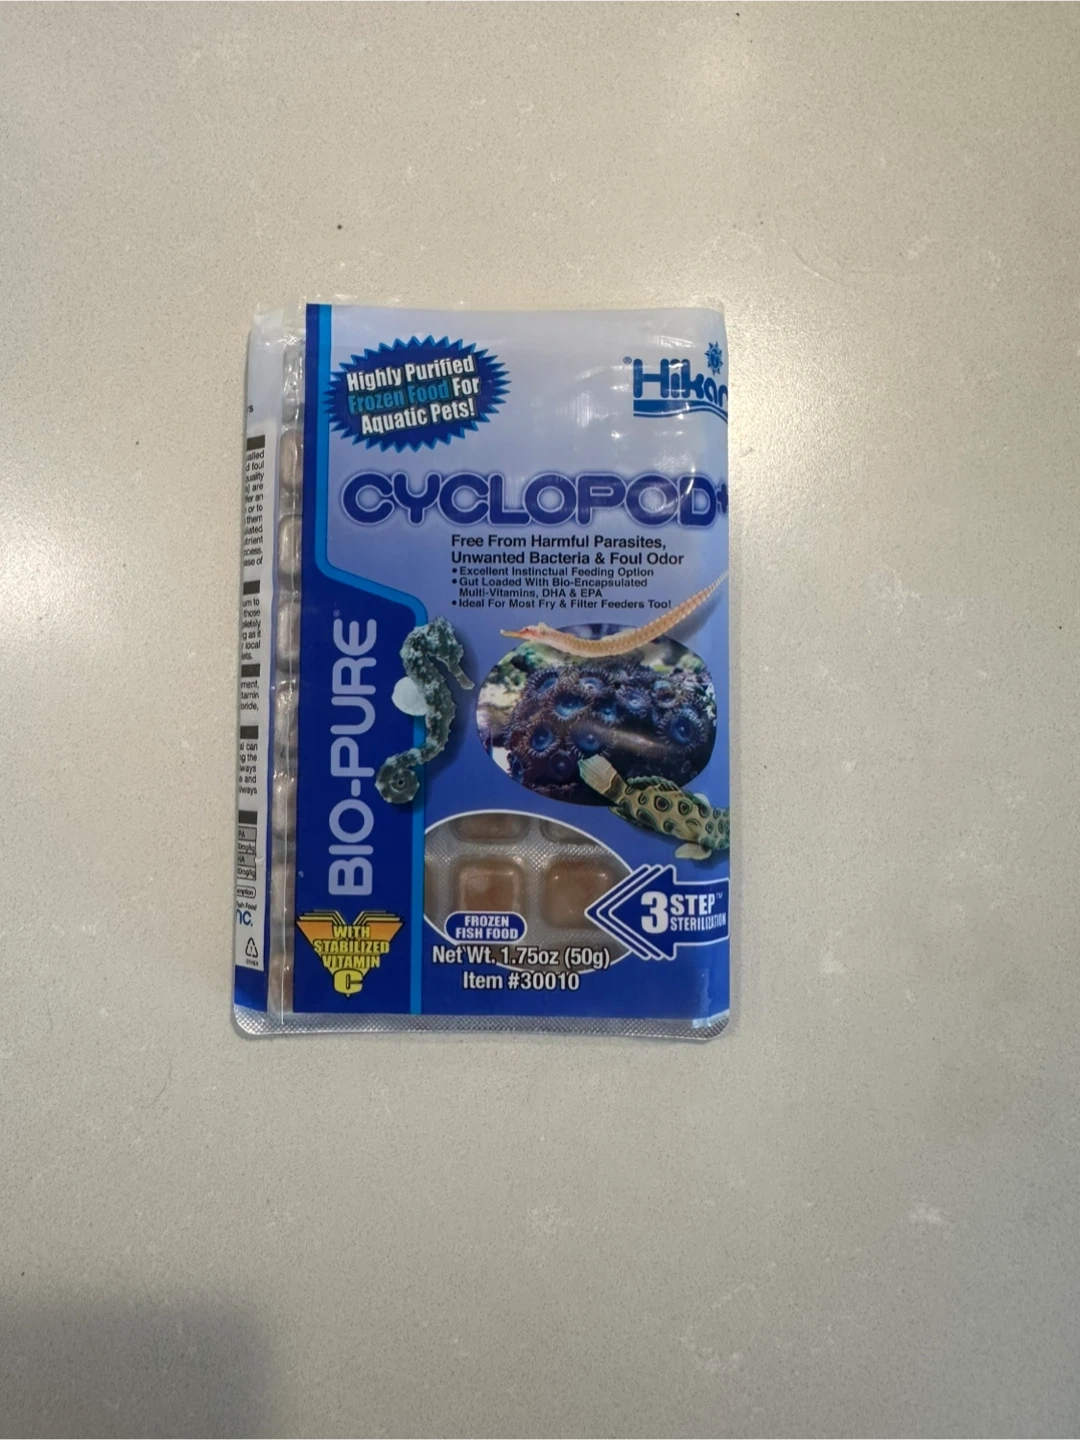 Highly Purified
Frozen Food For
Aquatic Pets!
®
CYCLOPOD+
Free From Harmful Parasites,
Unwanted Bacteria & Foul Odor
• Excellent Instinctual Feeding Option
• Gut Loaded With Bio-Encapsulated
Multi-Vitamins, DHA & EPA
• Ideal For Most Fry & Filter Feeders Too!
BIO-PURE®
WITH
STABILIZED
VITAMIN
C
FROZEN
FISH FOOD
3 STEP™
STERILIZATION
Net Wt. 1.75oz (50g)
Item #30010